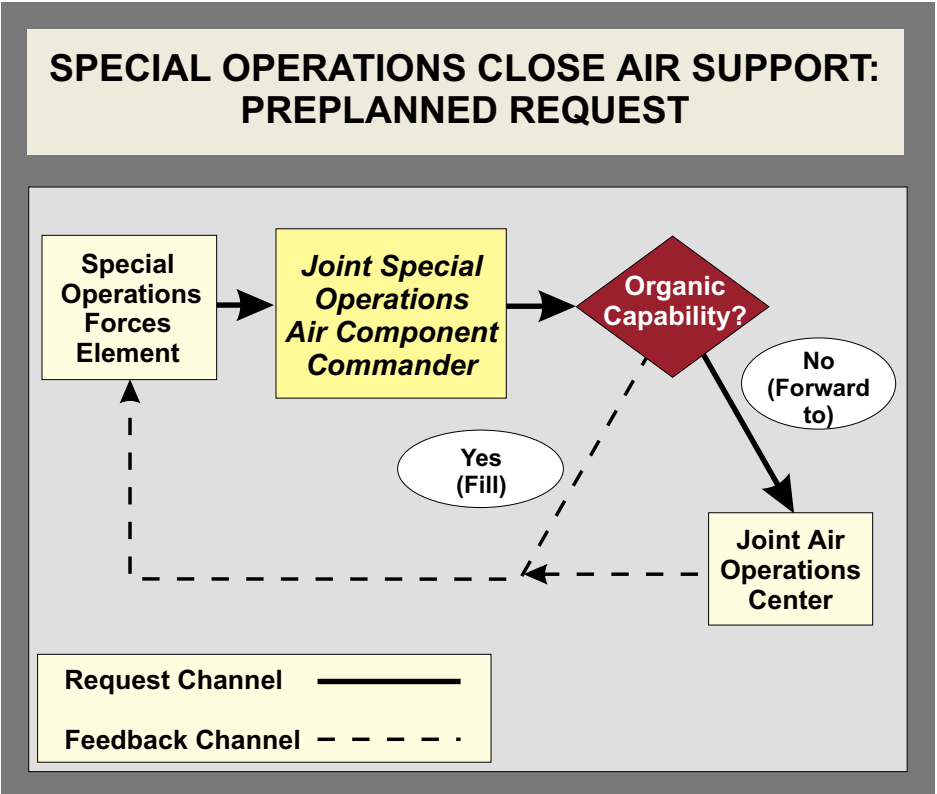 SPECIAL OPERATIONS CLOSE AIR SUPPORT:
PREPLANNED REQUEST
Special
Operations
Forces
Element
Joint Special
Operations
Air Component
Commander
Organic
Capability?
No
(Forward
to)
Yes
(Fill)
Joint Air
Operations
Center
Request Channel
Feedback Channel